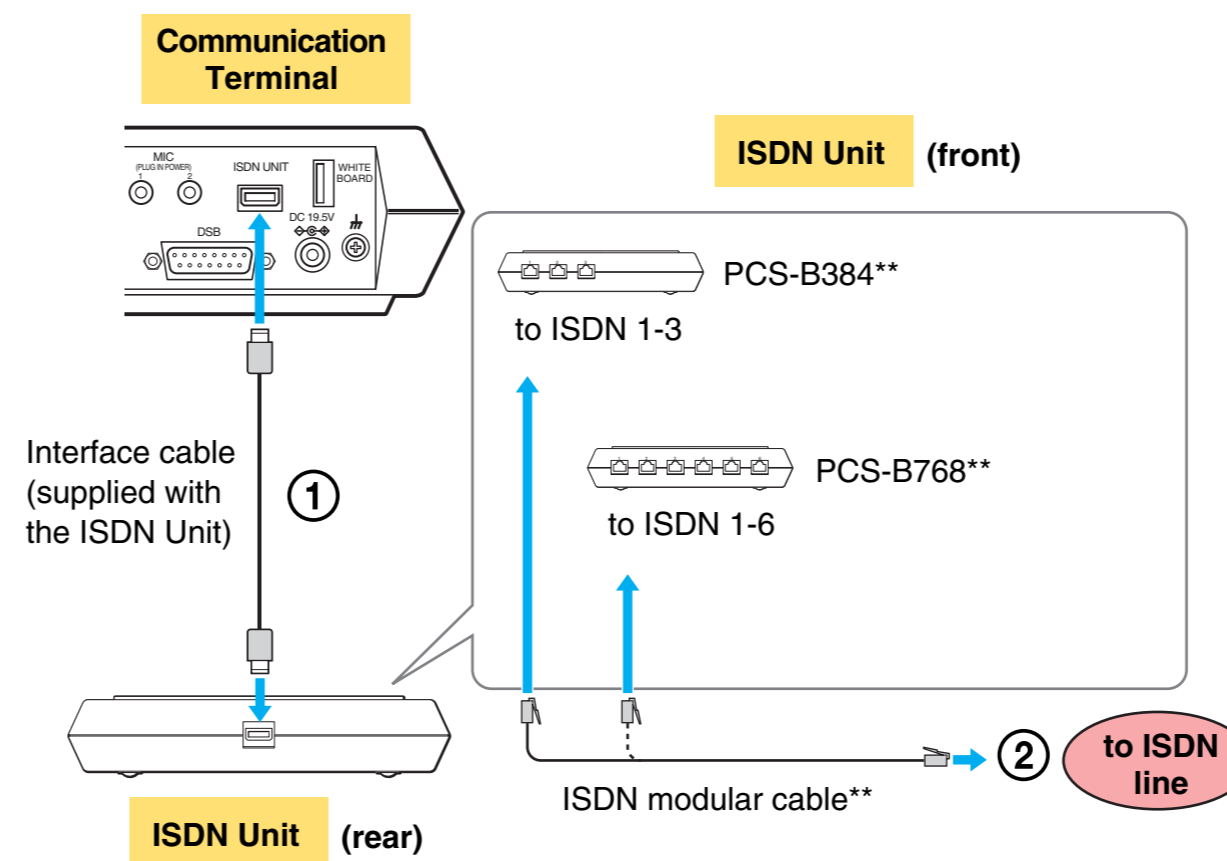 Communication
Terminal
MIC
(PLUG IN POWER)
1 2
ISDN UNIT
WHITE
BOARD
DSB
DC 19.5V
ISDN Unit (front)
PCS-B384**
to ISDN 1-3
PCS-B768**
to ISDN 1-6
Interface cable
(supplied with
the ISDN Unit)
①
②
to ISDN
line
ISDN modular cable**
ISDN Unit (rear)